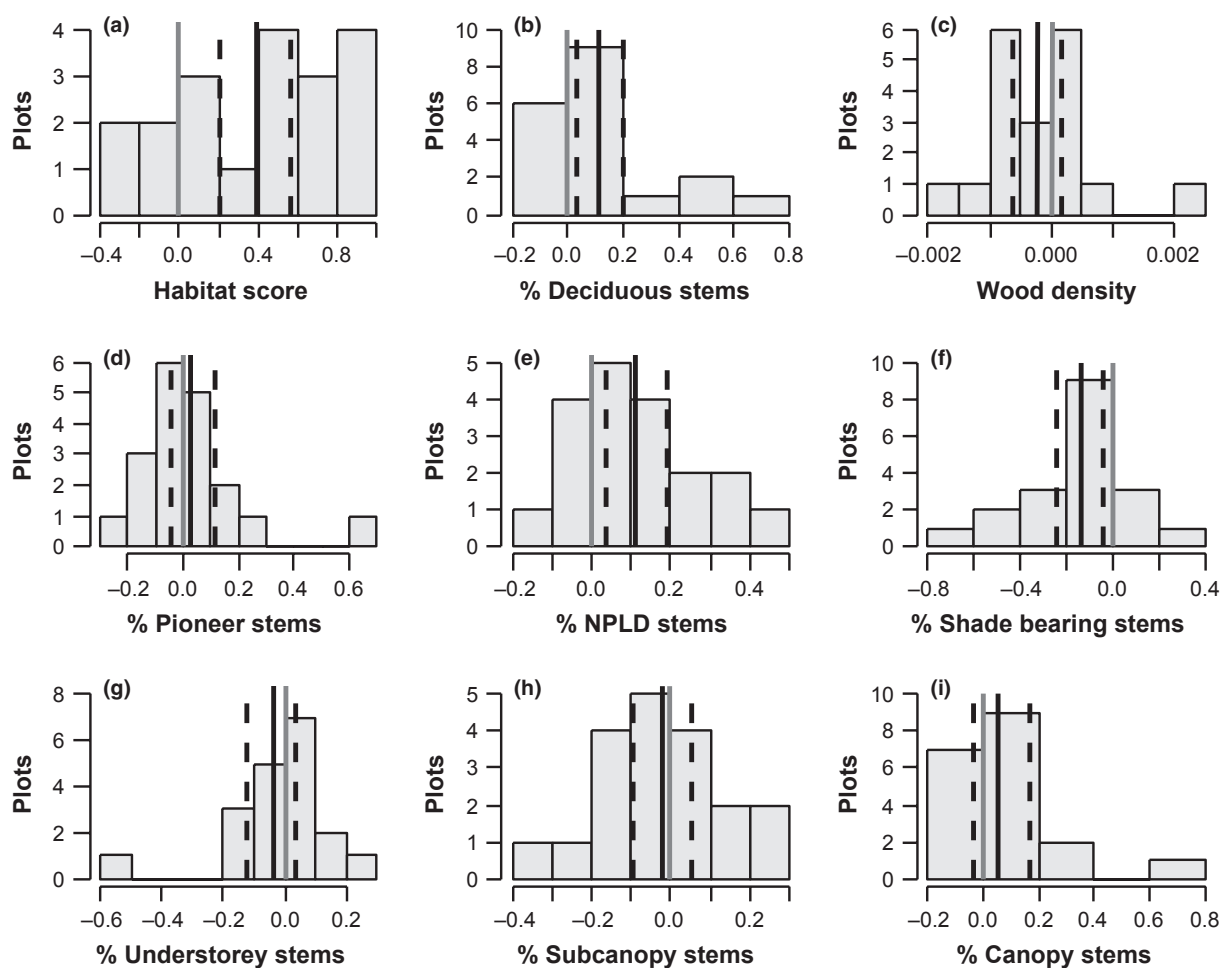 (a)
4
3
2
1
0
Plots
–0.4 0.0 0.4 0.8
Habitat score
(b)
10
8
6
4
2
0
Plots
–0.2 0.0 0.2 0.4 0.6 0.8
% Deciduous stems
(c)
6
5
4
3
2
1
0
Plots
–0.002 0.000 0.002
Wood density
(d)
6
5
4
3
2
1
0
Plots
–0.2 0.0 0.2 0.4 0.6
% Pioneer stems
(e)
5
4
3
2
1
0
Plots
–0.2 0.0 0.2 0.4
% NPLD stems
(f)
10
8
6
4
2
0
Plots
–0.8 –0.4 0.0 0.4
% Shade bearing stems
(g)
8
6
4
2
0
Plots
–0.6 –0.4 –0.2 0.0 0.2
% Understorey stems
(h)
5
4
3
2
1
0
Plots
–0.4 –0.2 0.0 0.2
% Subcanopy stems
(i)
10
8
6
4
2
0
Plots
–0.2 0.0 0.2 0.4 0.6 0.8
% Canopy stems